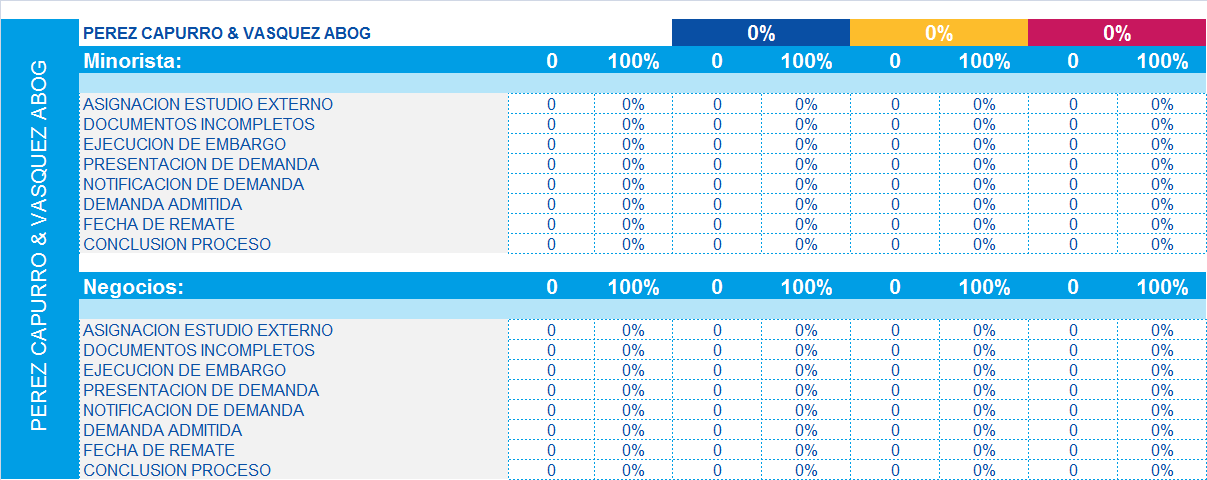 PEREZ CAPURRO & VASQUEZ ABOG
PEREZ CAPURRO & VASQUEZ ABOG 0% 0% 0%
Minorista: 0 100% 0 100% 0 100% 0 100%
ASIGNACION ESTUDIO EXTERNO 0 0% 0 0% 0 0% 0 0%
DOCUMENTOS INCOMPLETOS 0 0% 0 0% 0 0% 0 0%
EJECUCION DE EMBARGO 0 0% 0 0% 0 0% 0 0%
PRESENTACION DE DEMANDA 0 0% 0 0% 0 0% 0 0%
NOTIFICACION DE DEMANDA 0 0% 0 0% 0 0% 0 0%
DEMANDA ADMITIDA 0 0% 0 0% 0 0% 0 0%
FECHA DE REMATE 0 0% 0 0% 0 0% 0 0%
CONCLUSION PROCESO 0 0% 0 0% 0 0% 0 0%
Negocios: 0 100% 0 100% 0 100% 0 100%
ASIGNACION ESTUDIO EXTERNO 0 0% 0 0% 0 0% 0 0%
DOCUMENTOS INCOMPLETOS 0 0% 0 0% 0 0% 0 0%
EJECUCION DE EMBARGO 0 0% 0 0% 0 0% 0 0%
PRESENTACION DE DEMANDA 0 0% 0 0% 0 0% 0 0%
NOTIFICACION DE DEMANDA 0 0% 0 0% 0 0% 0 0%
DEMANDA ADMITIDA 0 0% 0 0% 0 0% 0 0%
FECHA DE REMATE 0 0% 0 0% 0 0% 0 0%
CONCLUSION PROCESO 0 0% 0 0% 0 0% 0 0%